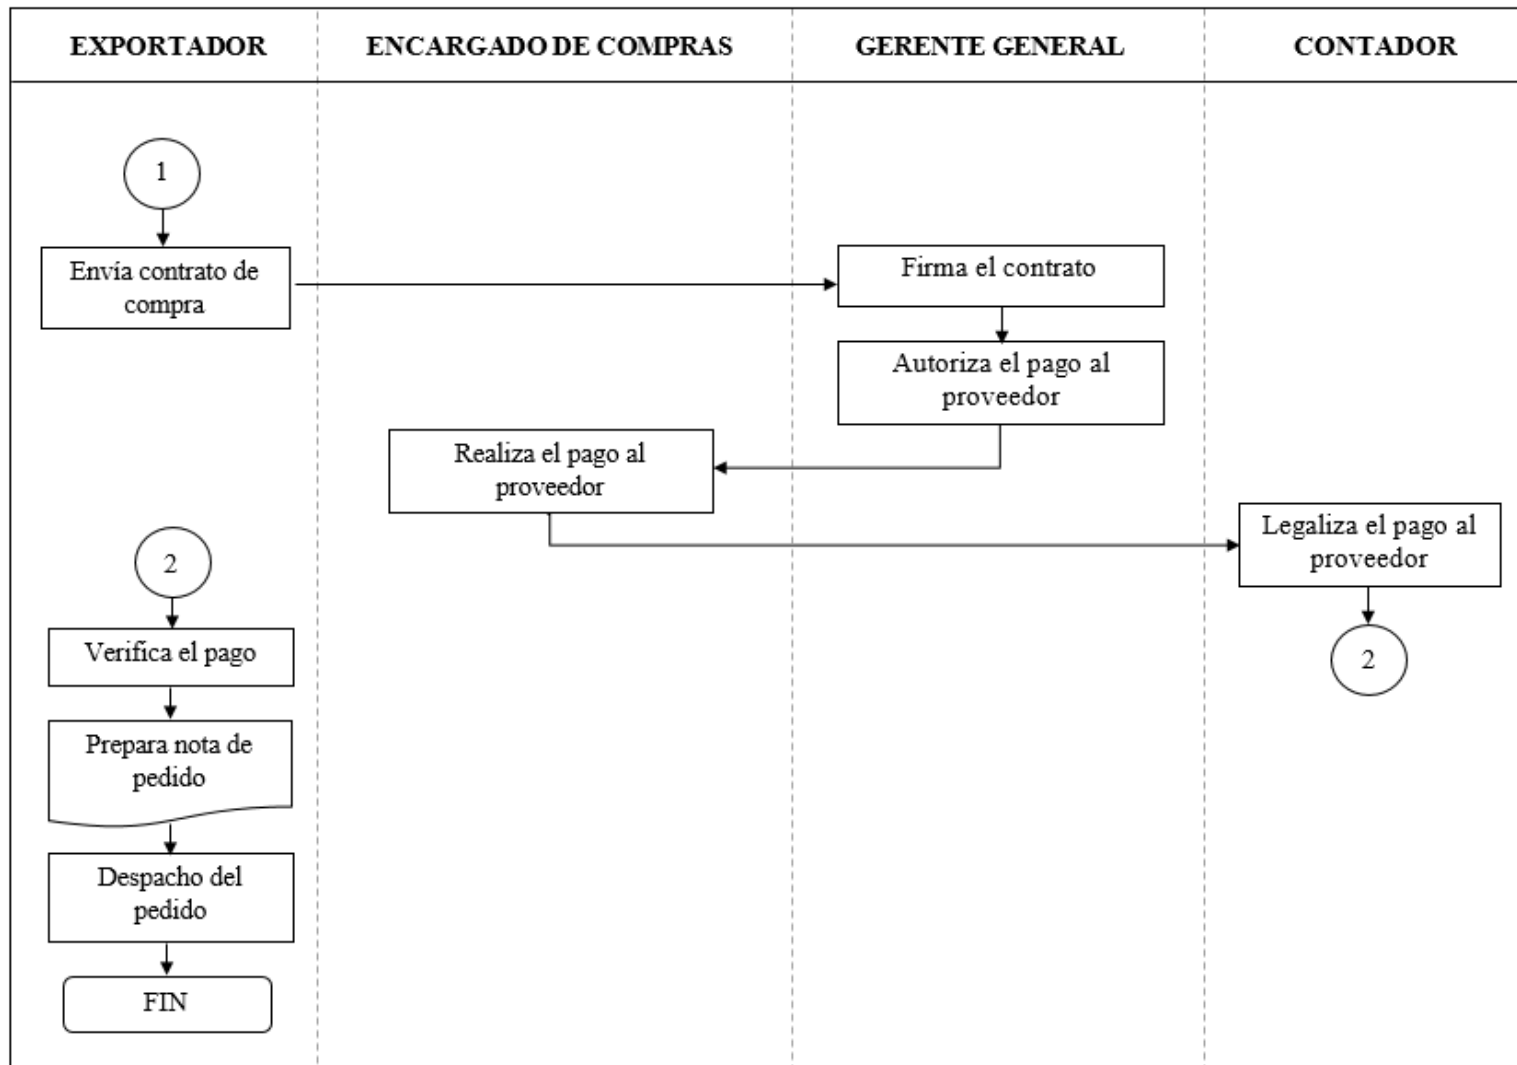 EXPORTADOR
ENCARGADO DE COMPRAS
GERENTE GENERAL
CONTADOR
1
Envía contrato de
compra
Firma el contrato
Autoriza el pago al
proveedor
Realiza el pago al
proveedor
Legaliza el pago al
proveedor
2
2
Verifica el pago
Prepara nota de
pedido
Despacho del
pedido
FIN